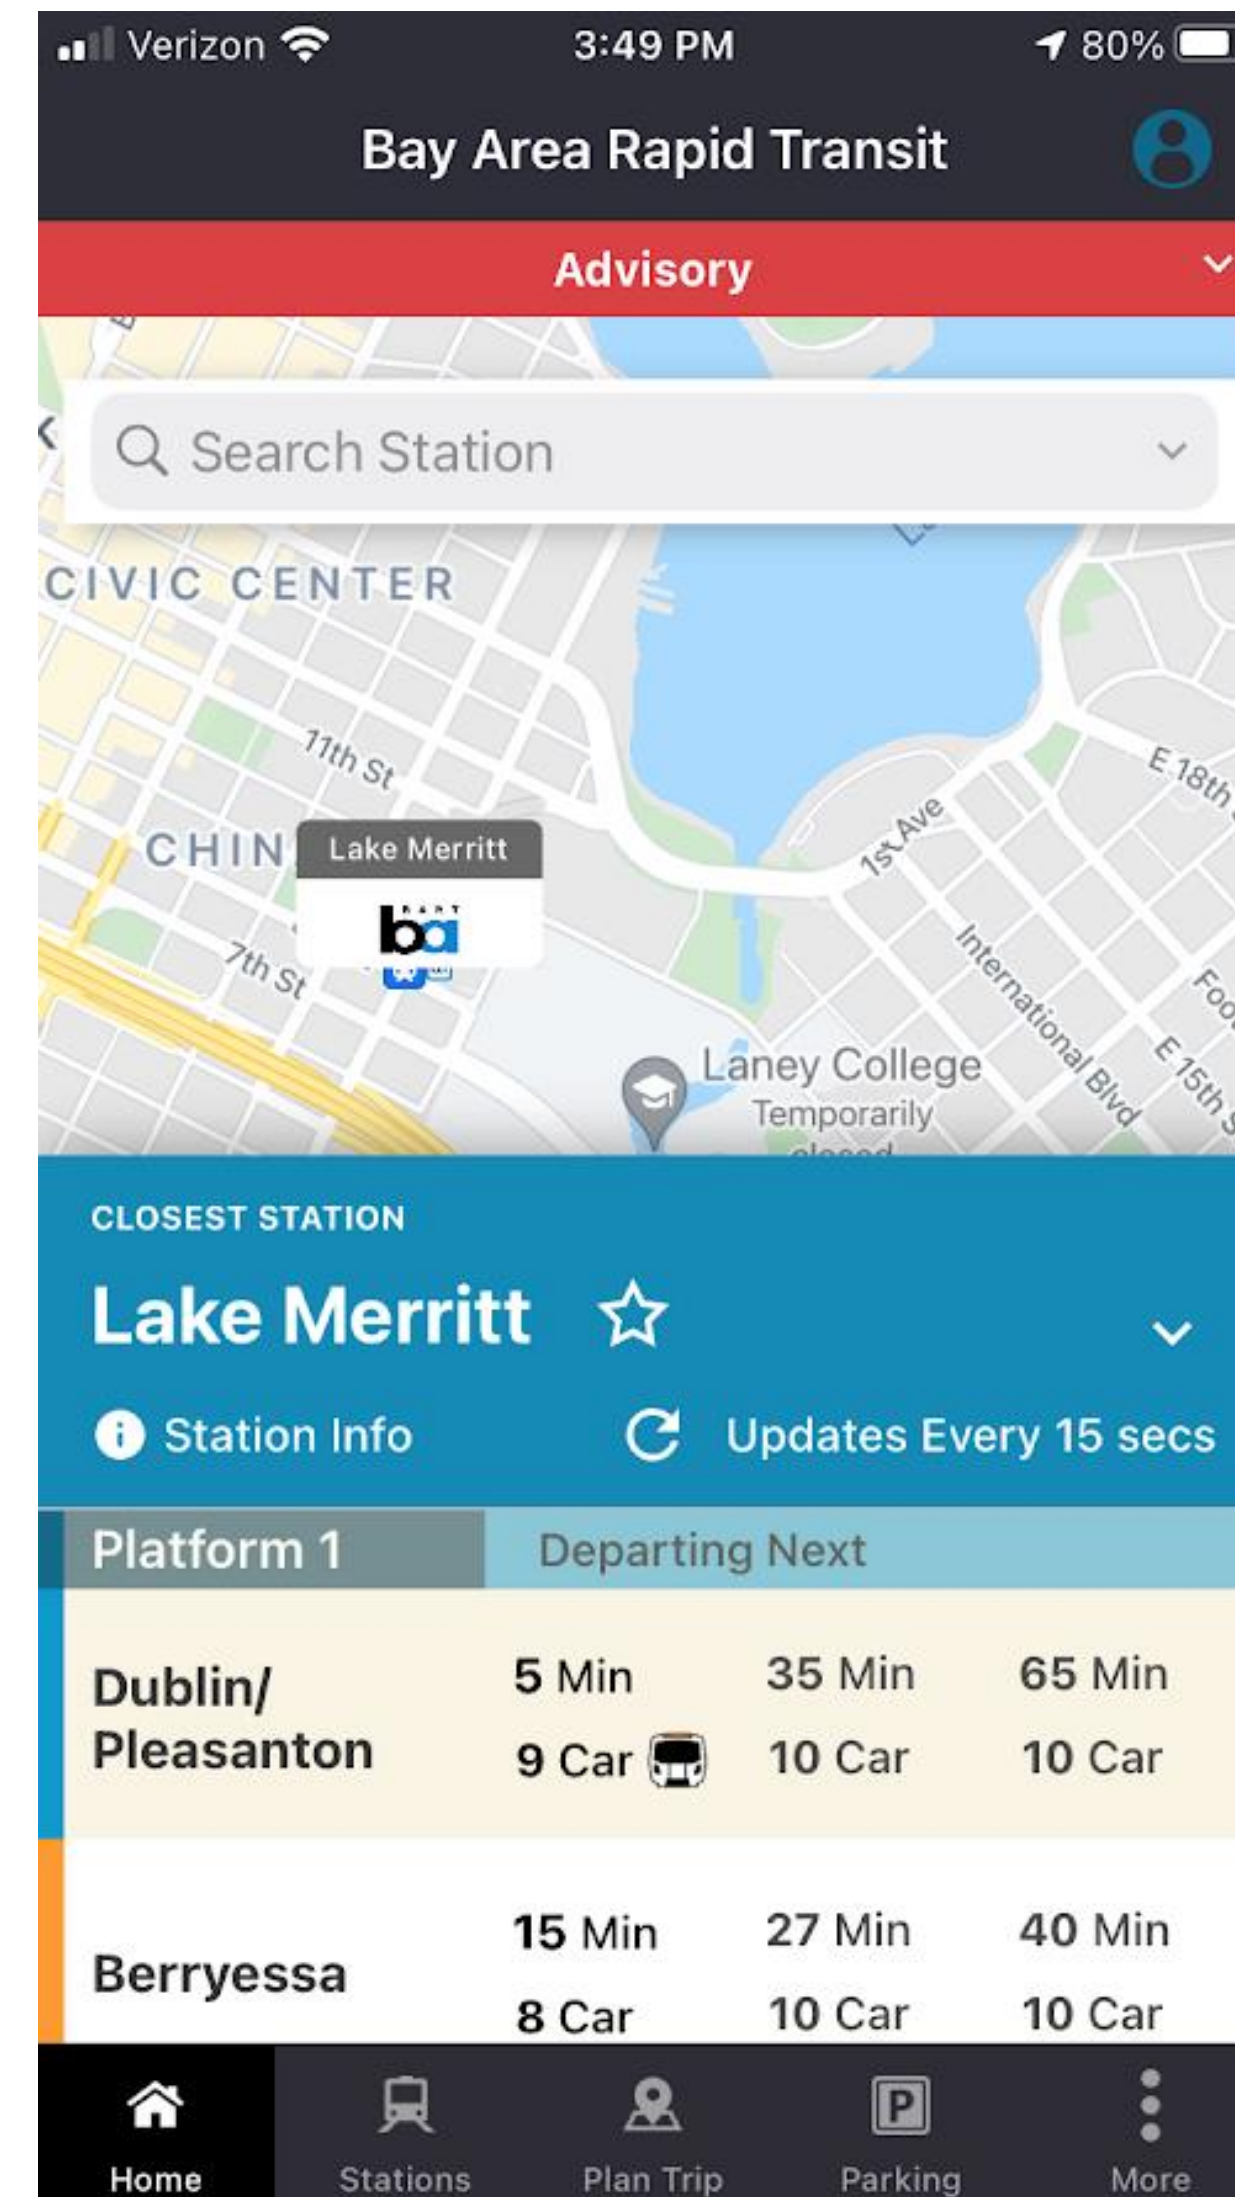 Verizon 3:49 PM 80%
Bay Area Rapid Transit
Advisory
Search Station
CIVIC CENTER
11th St
E 18th
CHIN
Lake Merritt
BART
ba
1st Ave
7th St
International Blvd
Foo
E 15th S
Laney College
Temporarily
closed
CLOSEST STATION
Lake Merritt
Station Info Updates Every 15 secs
Platform 1 Departing Next
Dublin/
Pleasanton
5 Min 35 Min 65 Min
9 Car 10 Car 10 Car
Berryessa
15 Min 27 Min 40 Min
8 Car 10 Car 10 Car
P
Home Stations Plan Trip Parking More